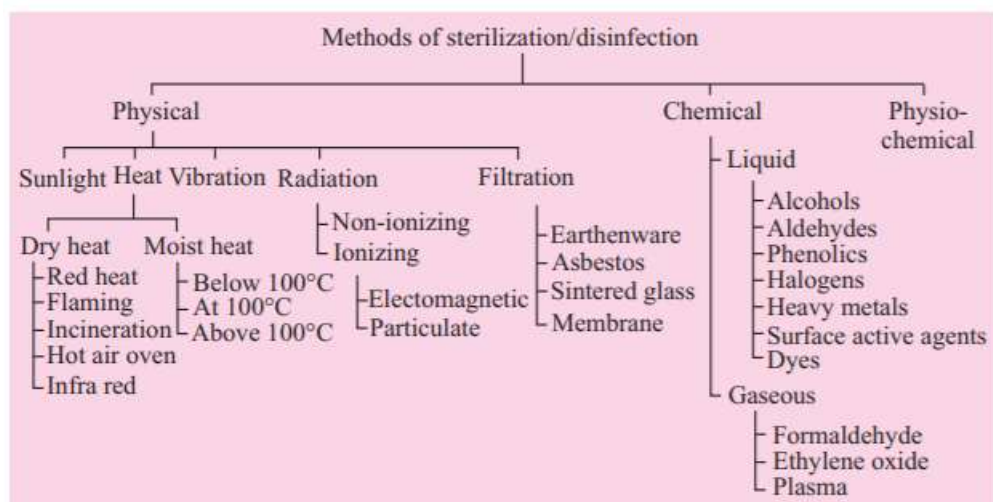 Methods of sterilization/disinfection
Physical
Chemical
Physio-
chemical
Sunlight Heat Vibration Radiation Filtration
Dry heat
Red heat
Flaming
Incineration
Hot air oven
Infra red
Moist heat
Below 100°C
At 100°C
Above 100°C
Non-ionizing
Ionizing
Electomagnetic
Particulate
Earthenware
Asbestos
Sintered glass
Membrane
Liquid
Alcohols
Aldehydes
Phenolics
Halogens
Heavy metals
Surface active agents
Dyes
Gaseous
Formaldehyde
Ethylene oxide
Plasma